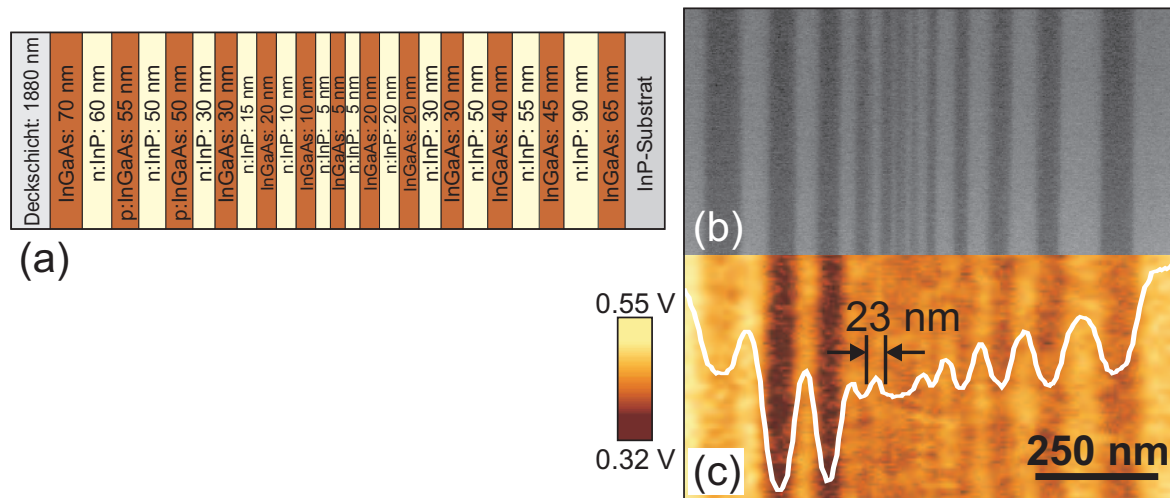 Deckschicht: 1880 nm
InGaAs: 70 nm
n:InP: 60 nm
p:InGaAs: 55 nm
n:InP: 50 nm
p:InGaAs: 50 nm
n:InP: 30 nm
InGaAs: 30 nm
n:InP: 15 nm
InGaAs: 20 nm
n:InP: 10 nm
InGaAs: 10 nm
n:InP: 5 nm
InGaAs: 5 nm
n:InP: 5 nm
InGaAs: 20 nm
n:InP: 20 nm
InGaAs: 20 nm
n:InP: 30 nm
InGaAs: 30 nm
n:InP: 50 nm
InGaAs: 40 nm
n:InP: 55 nm
InGaAs: 45 nm
n:InP: 90 nm
InGaAs: 65 nm
InP-Substrat
(a)
(b)
0.55 V
0.32 V
23 nm
250 nm
(c)